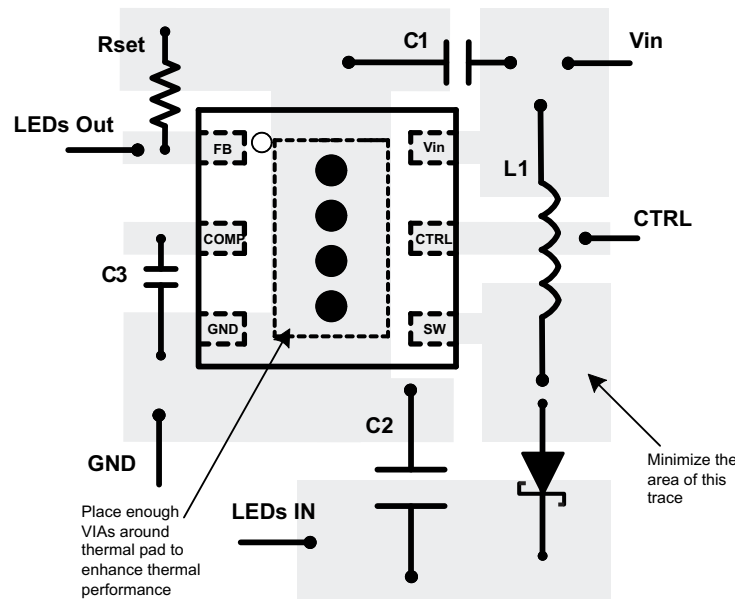 C1
Rset
Vin
LEDs Out
FB
Vin
L1
COMP
CTRL
CTRL
C3
GND
SW
C2
GND
Minimize the
area of this
trace
Place enough
VIAs around
thermal pad to
enhance thermal
performance
LEDs IN